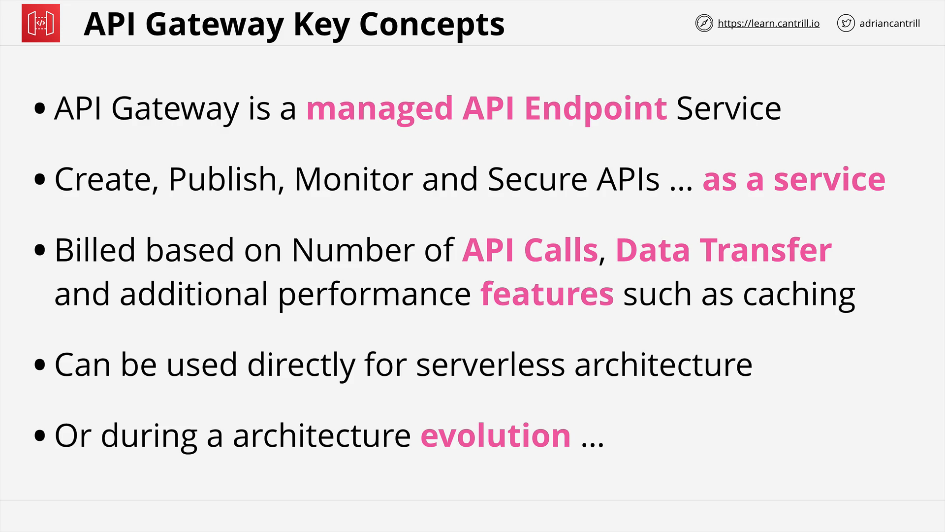 API Gateway Key Concepts
https://learn.cantrill.io
adriancantrill
• API Gateway is a managed API Endpoint Service
• Create, Publish, Monitor and Secure APIs ... as a service
• Billed based on Number of API Calls, Data Transfer
and additional performance features such as caching
• Can be used directly for serverless architecture
• Or during a architecture evolution ...